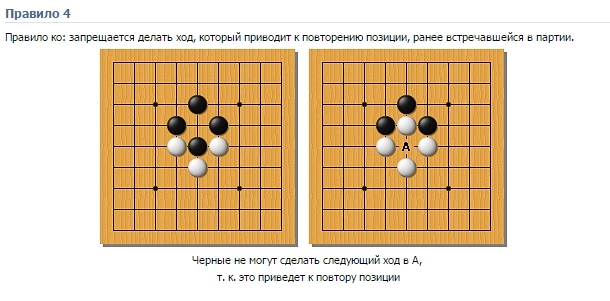 Правило 4
Правило ко: запрещается делать ход, который приводит к повторению позиции, ранее встречавшейся в партии.
A
Черные не могут сделать следующий ход в А,
т. к. это приведет к повтору позиции